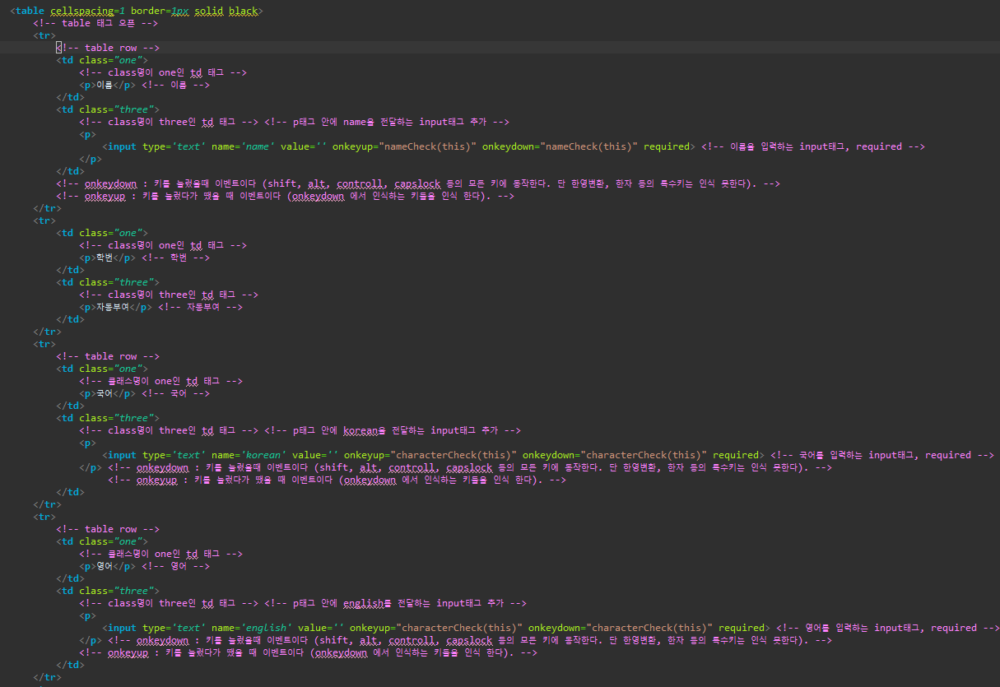 <table cellspacing=1 border=1px solid black>
<!-- table 태그 오픈 -->
<tr>
<!-- table row -->
<td class="one">
<!-- class명이 one인 td 태그 -->
<p>이름</p> <!-- 이름 -->
</td>
<td class="three">
<!-- class명이 three인 td 태그 --> <!-- p태그 안에 name을 전달하는 input태그 추가 -->
<p>
<input type='text' name='name' value='' onkeyup="nameCheck(this)" onkeydown="nameCheck(this)" required> <!-- 이름을 입력하는 input태그, required -->
</p>
</td>
<!-- onkeydown : 키를 눌렀을때 이벤트이다 (shift, alt, controll, capslock 등의 모든 키에 동작한다. 단 한영변환, 한자 등의 특수키는 인식 못한다). -->
<!-- onkeyup : 키를 눌렀다가 땠을 때 이벤트이다 (onkeydown 에서 인식하는 키들을 인식 한다). -->
</tr>
<tr>
<td class="one">
<!-- class명이 one인 td 태그 -->
<p>학번</p> <!-- 학번 -->
</td>
<td class="three">
<!-- class명이 three인 td 태그 -->
<p>자동부여</p> <!-- 자동부여 -->
</td>
</tr>
<tr>
<!-- table row -->
<td class="one">
<!-- 클래스명이 one인 td 태그 -->
<p>국어</p> <!-- 국어 -->
</td>
<td class="three">
<!-- class명이 three인 td 태그 --> <!-- p태그 안에 korean을 전달하는 input태그 추가 -->
<p>
<input type='text' name='korean' value='' onkeyup="characterCheck(this)" onkeydown="characterCheck(this)" required> <!-- 국어를 입력하는 input태그, required -->
</p> <!-- onkeydown : 키를 눌렀을때 이벤트이다 (shift, alt, controll, capslock 등의 모든 키에 동작한다. 단 한영변환, 한자 등의 특수키는 인식 못한다). -->
<!-- onkeyup : 키를 눌렀다가 땠을 때 이벤트이다 (onkeydown 에서 인식하는 키들을 인식 한다). -->
</td>
</tr>
<tr>
<!-- table row -->
<td class="one">
<!-- 클래스명이 one인 td 태그 -->
<p>영어</p> <!-- 영어 -->
</td>
<td class="three">
<!-- class명이 three인 td 태그 --> <!-- p태그 안에 english를 전달하는 input태그 추가 -->
<p>
<input type='text' name='english' value='' onkeyup="characterCheck(this)" onkeydown="characterCheck(this)" required> <!-- 영어를 입력하는 input태그, required -->
</p> <!-- onkeydown : 키를 눌렀을때 이벤트이다 (shift, alt, controll, capslock 등의 모든 키에 동작한다. 단 한영변환, 한자 등의 특수키는 인식 못한다). -->
<!-- onkeyup : 키를 눌렀다가 땠을 때 이벤트이다 (onkeydown 에서 인식하는 키들을 인식 한다). -->
</td>
</tr>